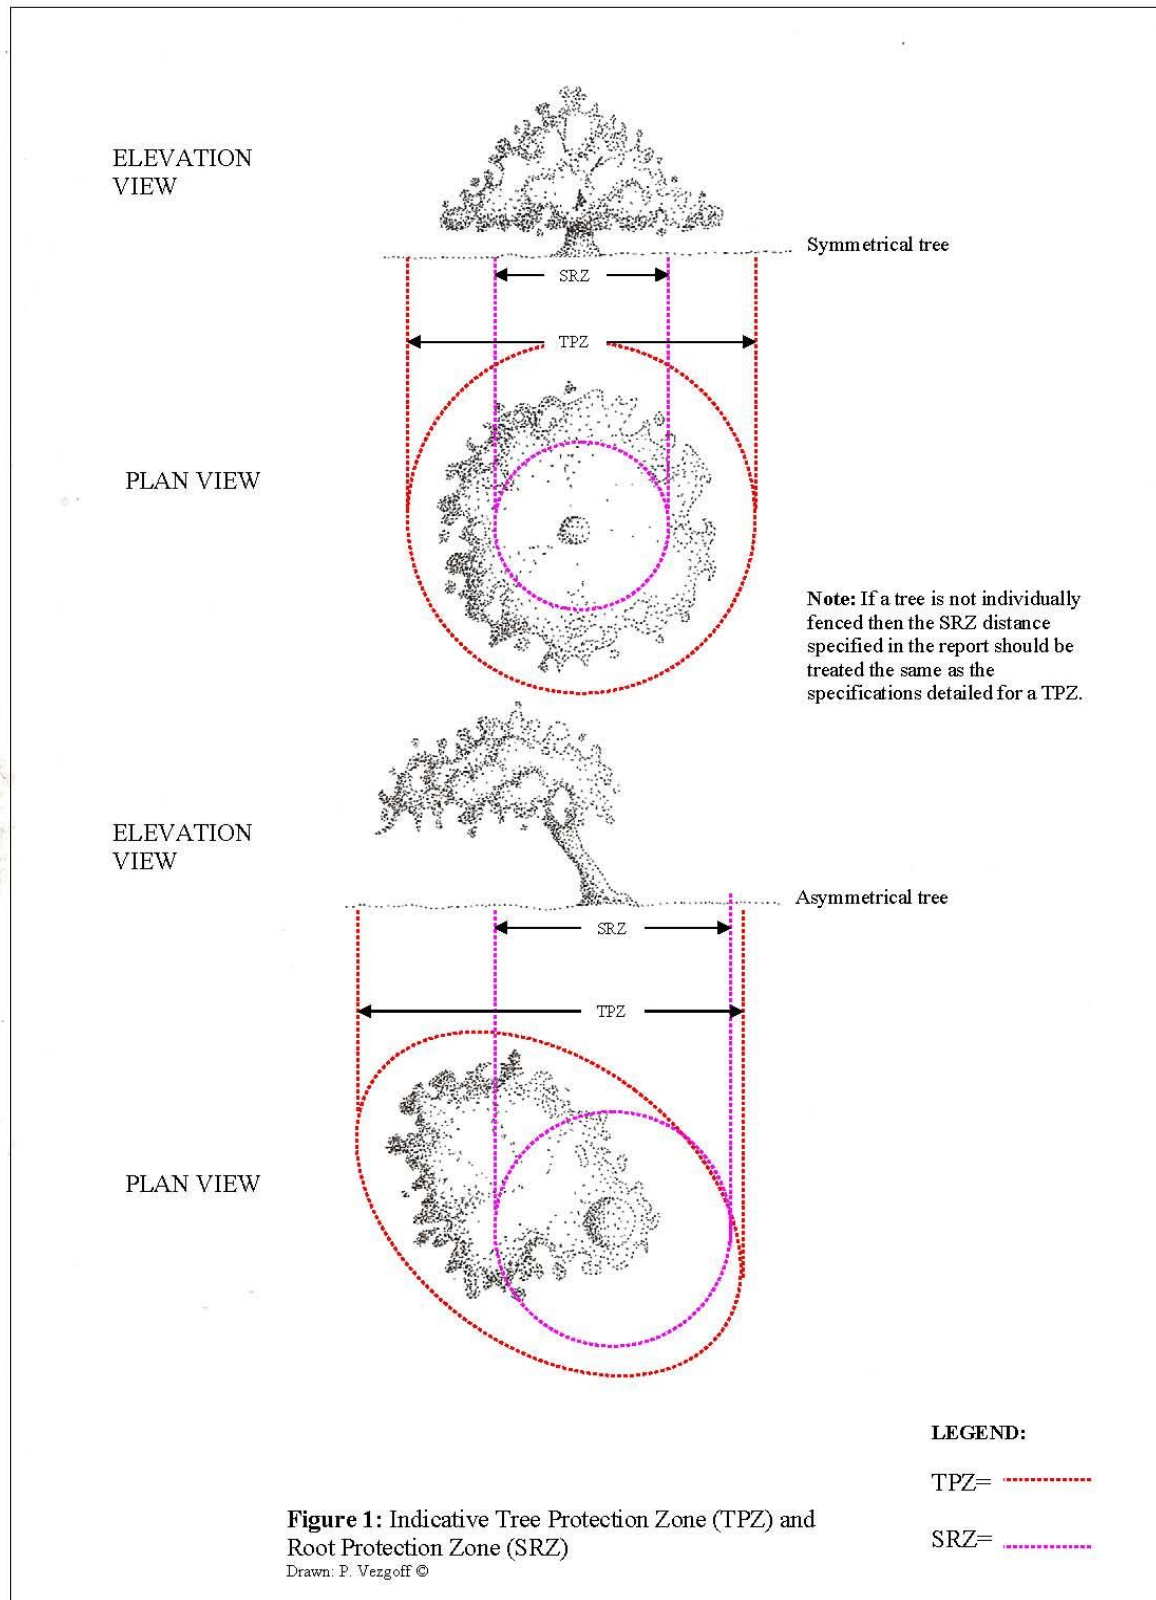 ELEVATION
VIEW
Symmetrical tree
SRZ
TPZ
PLAN VIEW
Note: If a tree is not individually
fenced then the SRZ distance
specified in the report should be
treated the same as the
specifications detailed for a TPZ.
ELEVATION
VIEW
Asymmetrical tree
SRZ
TPZ
PLAN VIEW
LEGEND:
TPZ=
SRZ=
Figure 1: Indicative Tree Protection Zone (TPZ) and
Root Protection Zone (SRZ)
Drawn: P. Vezgoff ©